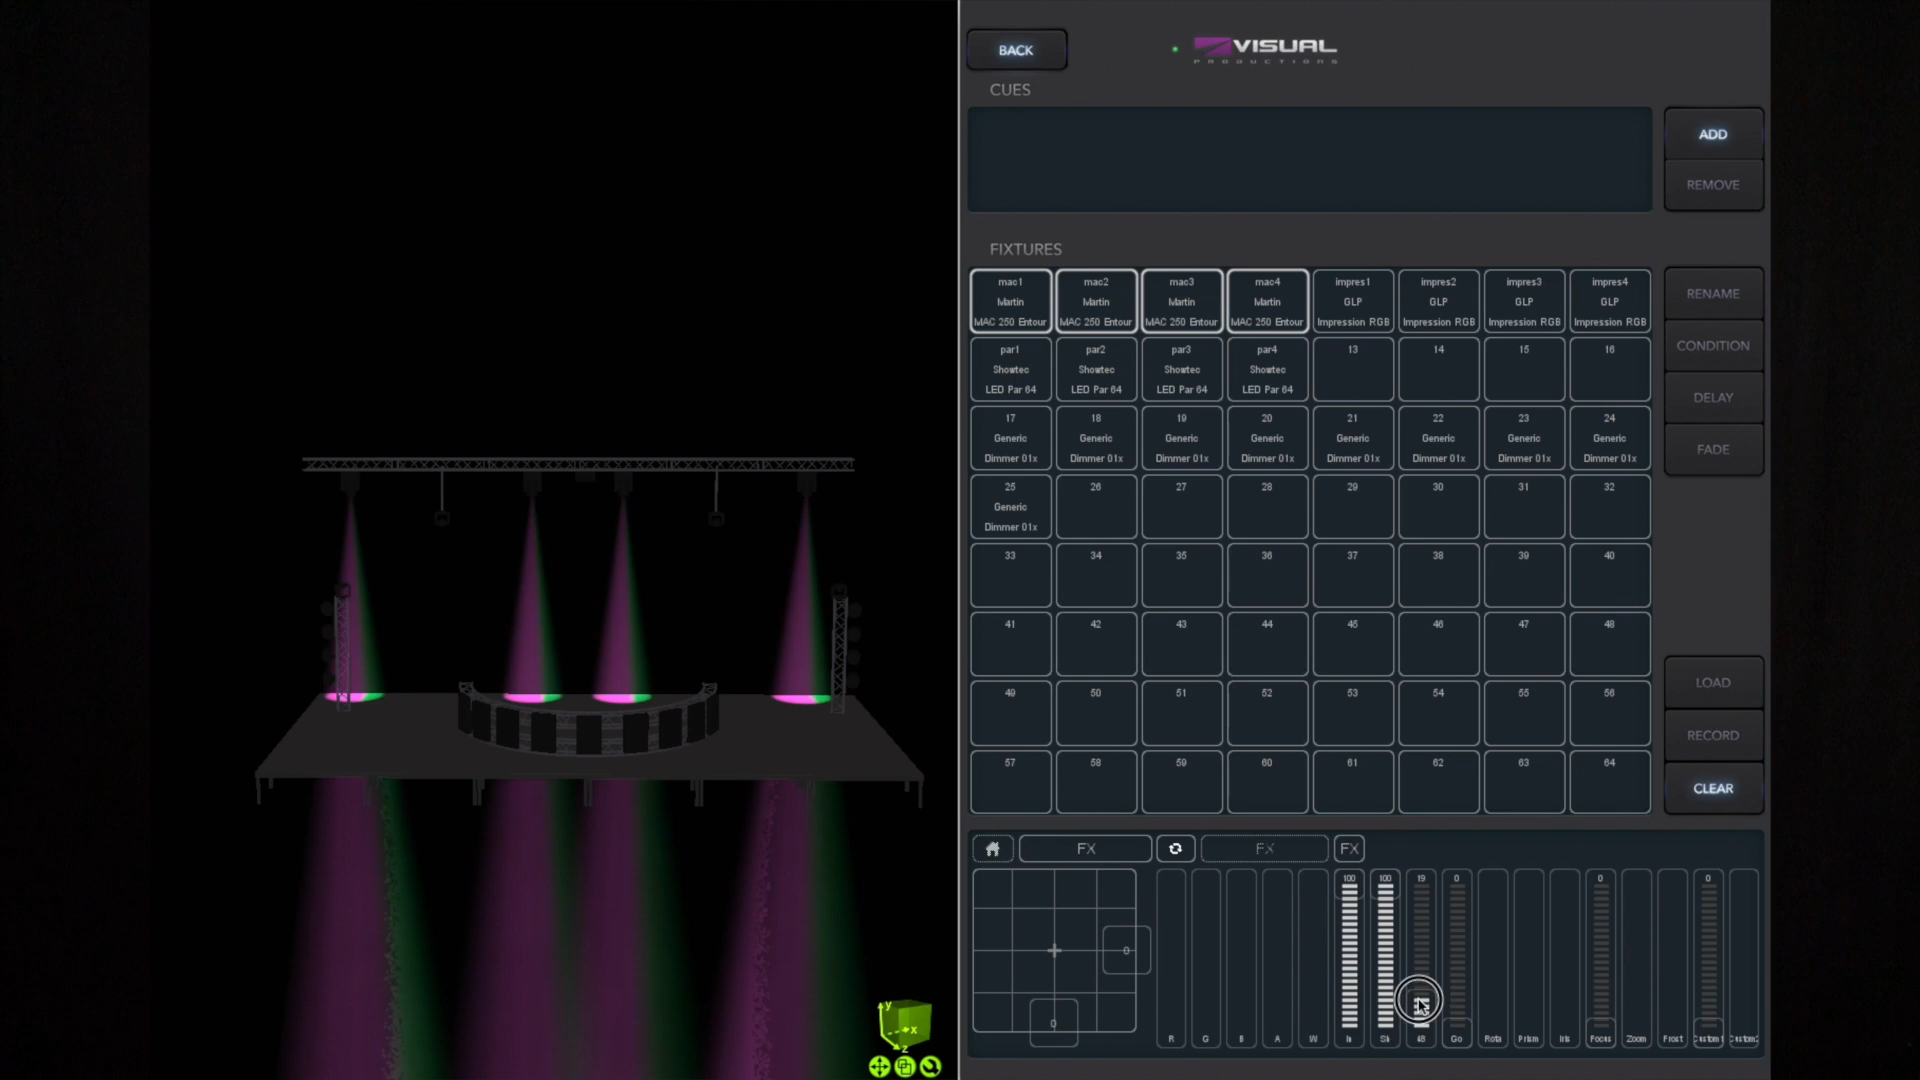 BACK
VISUAL
PRODUCTIONS
CUES
ADD
REMOVE
FIXTURES
mac1 mac2 mac3 mac4 impres1 impres2 impres3 impres4
Martin Martin Martin Martin GLP GLP GLP GLP
MAC 250 Entour MAC 250 Entour MAC 250 Entour MAC 250 Entour Impression RGB Impression RGB Impression RGB Impression RGB
RENAME
CONDITION
par1 par2 par3 par4 13 14 15 16
Showtec Showtec Showtec Showtec
LED Par 64 LED Par 64 LED Par 64 LED Par 64
DELAY
17 18 19 20 21 22 23 24
Generic Generic Generic Generic Generic Generic Generic Generic
Dimmer 01x Dimmer 01x Dimmer 01x Dimmer 01x Dimmer 01x Dimmer 01x Dimmer 01x Dimmer 01x
FADE
25 26 27 28 29 30 31 32
Generic
Dimmer 01x
33 34 35 36 37 38 39 40
41 42 43 44 45 46 47 48
49 50 51 52 53 54 55 56
LOAD
RECORD
57 58 59 60 61 62 63 64
CLEAR
FX FX FX
100 100 19 0 0 0
0
0
R G B A W In Sh Go Rota Prism Iris Focus Zoom Frost Custom1 Custom2
y
x
z